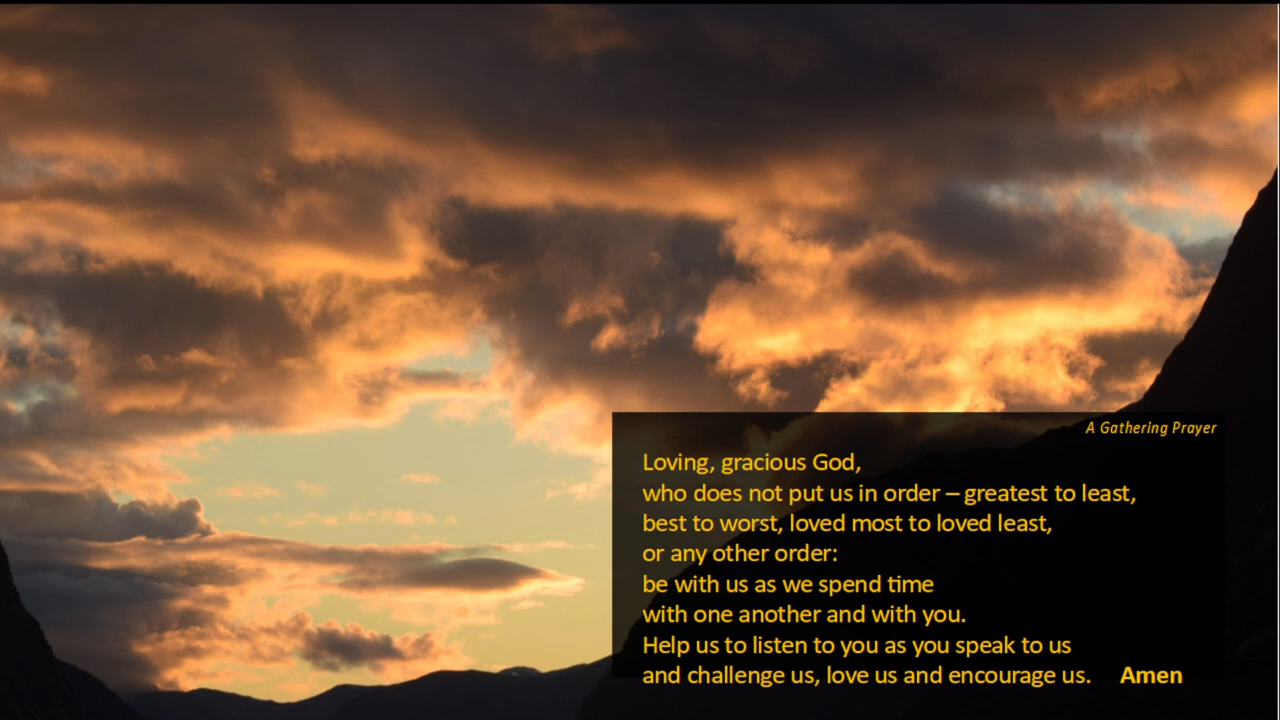 A Gathering Prayer
Loving, gracious God,
who does not put us in order – greatest to least,
best to worst, loved most to loved least,
or any other order:
be with us as we spend time
with one another and with you.
Help us to listen to you as you speak to us
and challenge us, love us and encourage us. Amen